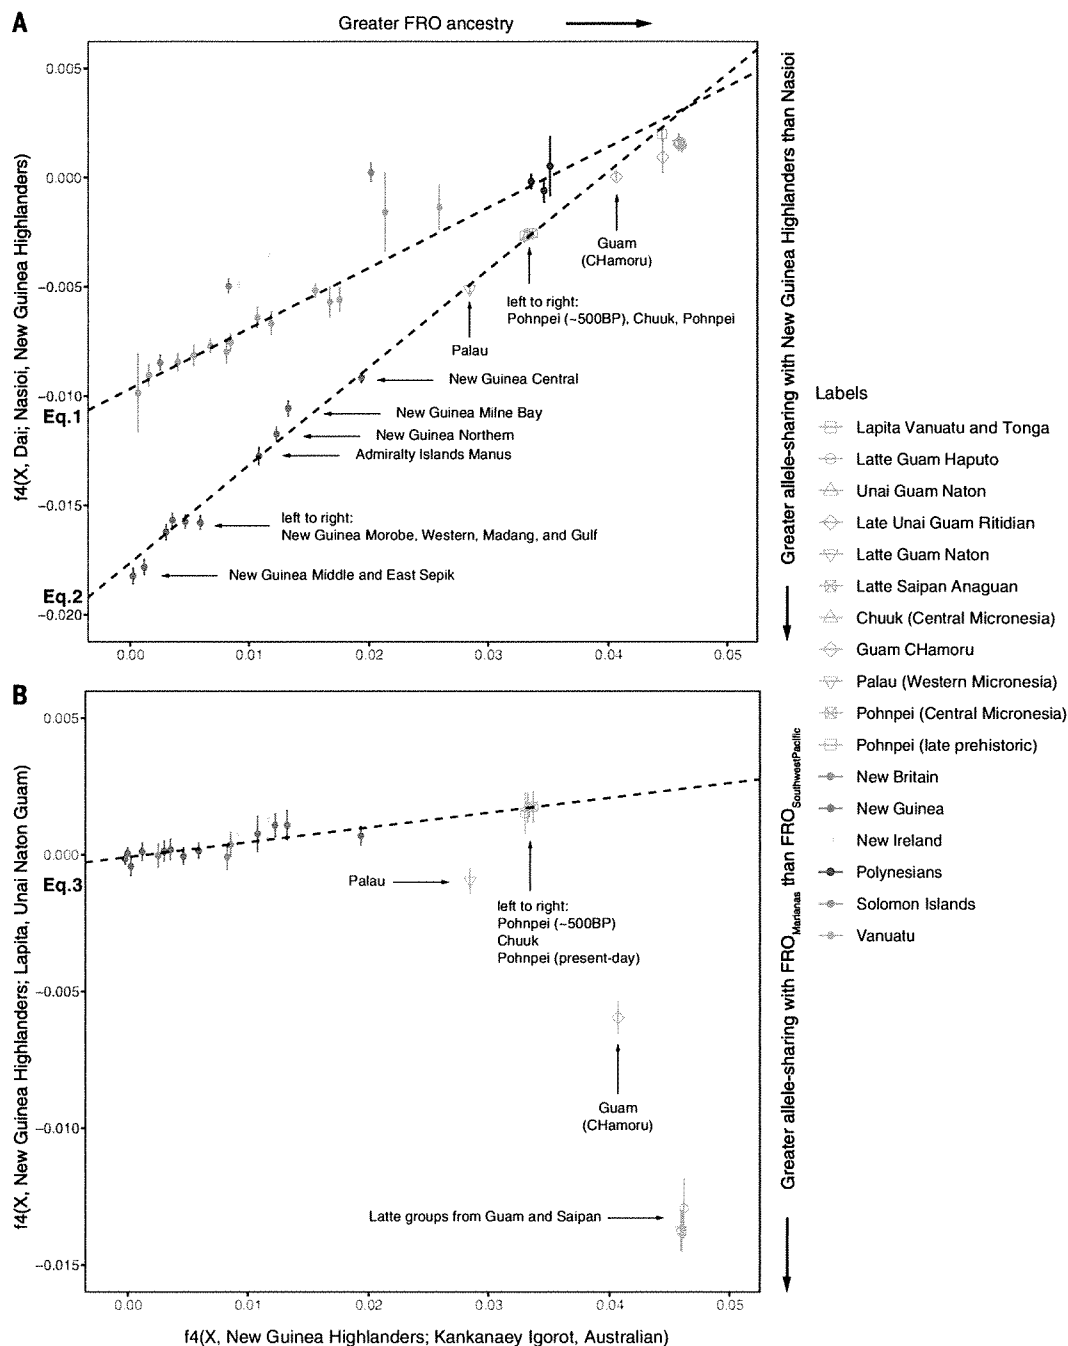 A
Greater FRO ancestry
f4(X, Dai; Nasioi, New Guinea Highlanders)
0.005
0.000
−0.005
−0.010
−0.015
−0.020
Eq.1
Eq.2
Guam
(CHamoru)
left to right:
Pohnpei (~500BP), Chuuk, Pohnpei
Palau
New Guinea Central
New Guinea Milne Bay
New Guinea Northern
Admiralty Islands Manus
left to right:
New Guinea Morobe, Western, Madang, and Gulf
New Guinea Middle and East Sepik
0.00
0.01
0.02
0.03
0.04
0.05
Greater allele-sharing with New Guinea Highlanders than Nasioi
B
f4(X, New Guinea Highlanders; Lapita, Unai Naton Guam)
0.005
0.000
−0.005
−0.010
−0.015
Eq.3
Palau
left to right:
Pohnpei (~500BP)
Chuuk
Pohnpei (present-day)
Guam
(CHamoru)
Latte groups from Guam and Saipan
0.00
0.01
0.02
0.03
0.04
0.05
f4(X, New Guinea Highlanders; Kankanaey Igorot, Australian)
Greater allele-sharing with FROMarianas than FROSouthwestPacific
Labels
Lapita Vanuatu and Tonga
Latte Guam Haputo
Unai Guam Naton
Late Unai Guam Ritidian
Latte Guam Naton
Latte Saipan Anaguan
Chuuk (Central Micronesia)
Guam CHamoru
Palau (Western Micronesia)
Pohnpei (Central Micronesia)
Pohnpei (late prehistoric)
New Britain
New Guinea
New Ireland
Polynesians
Solomon Islands
Vanuatu